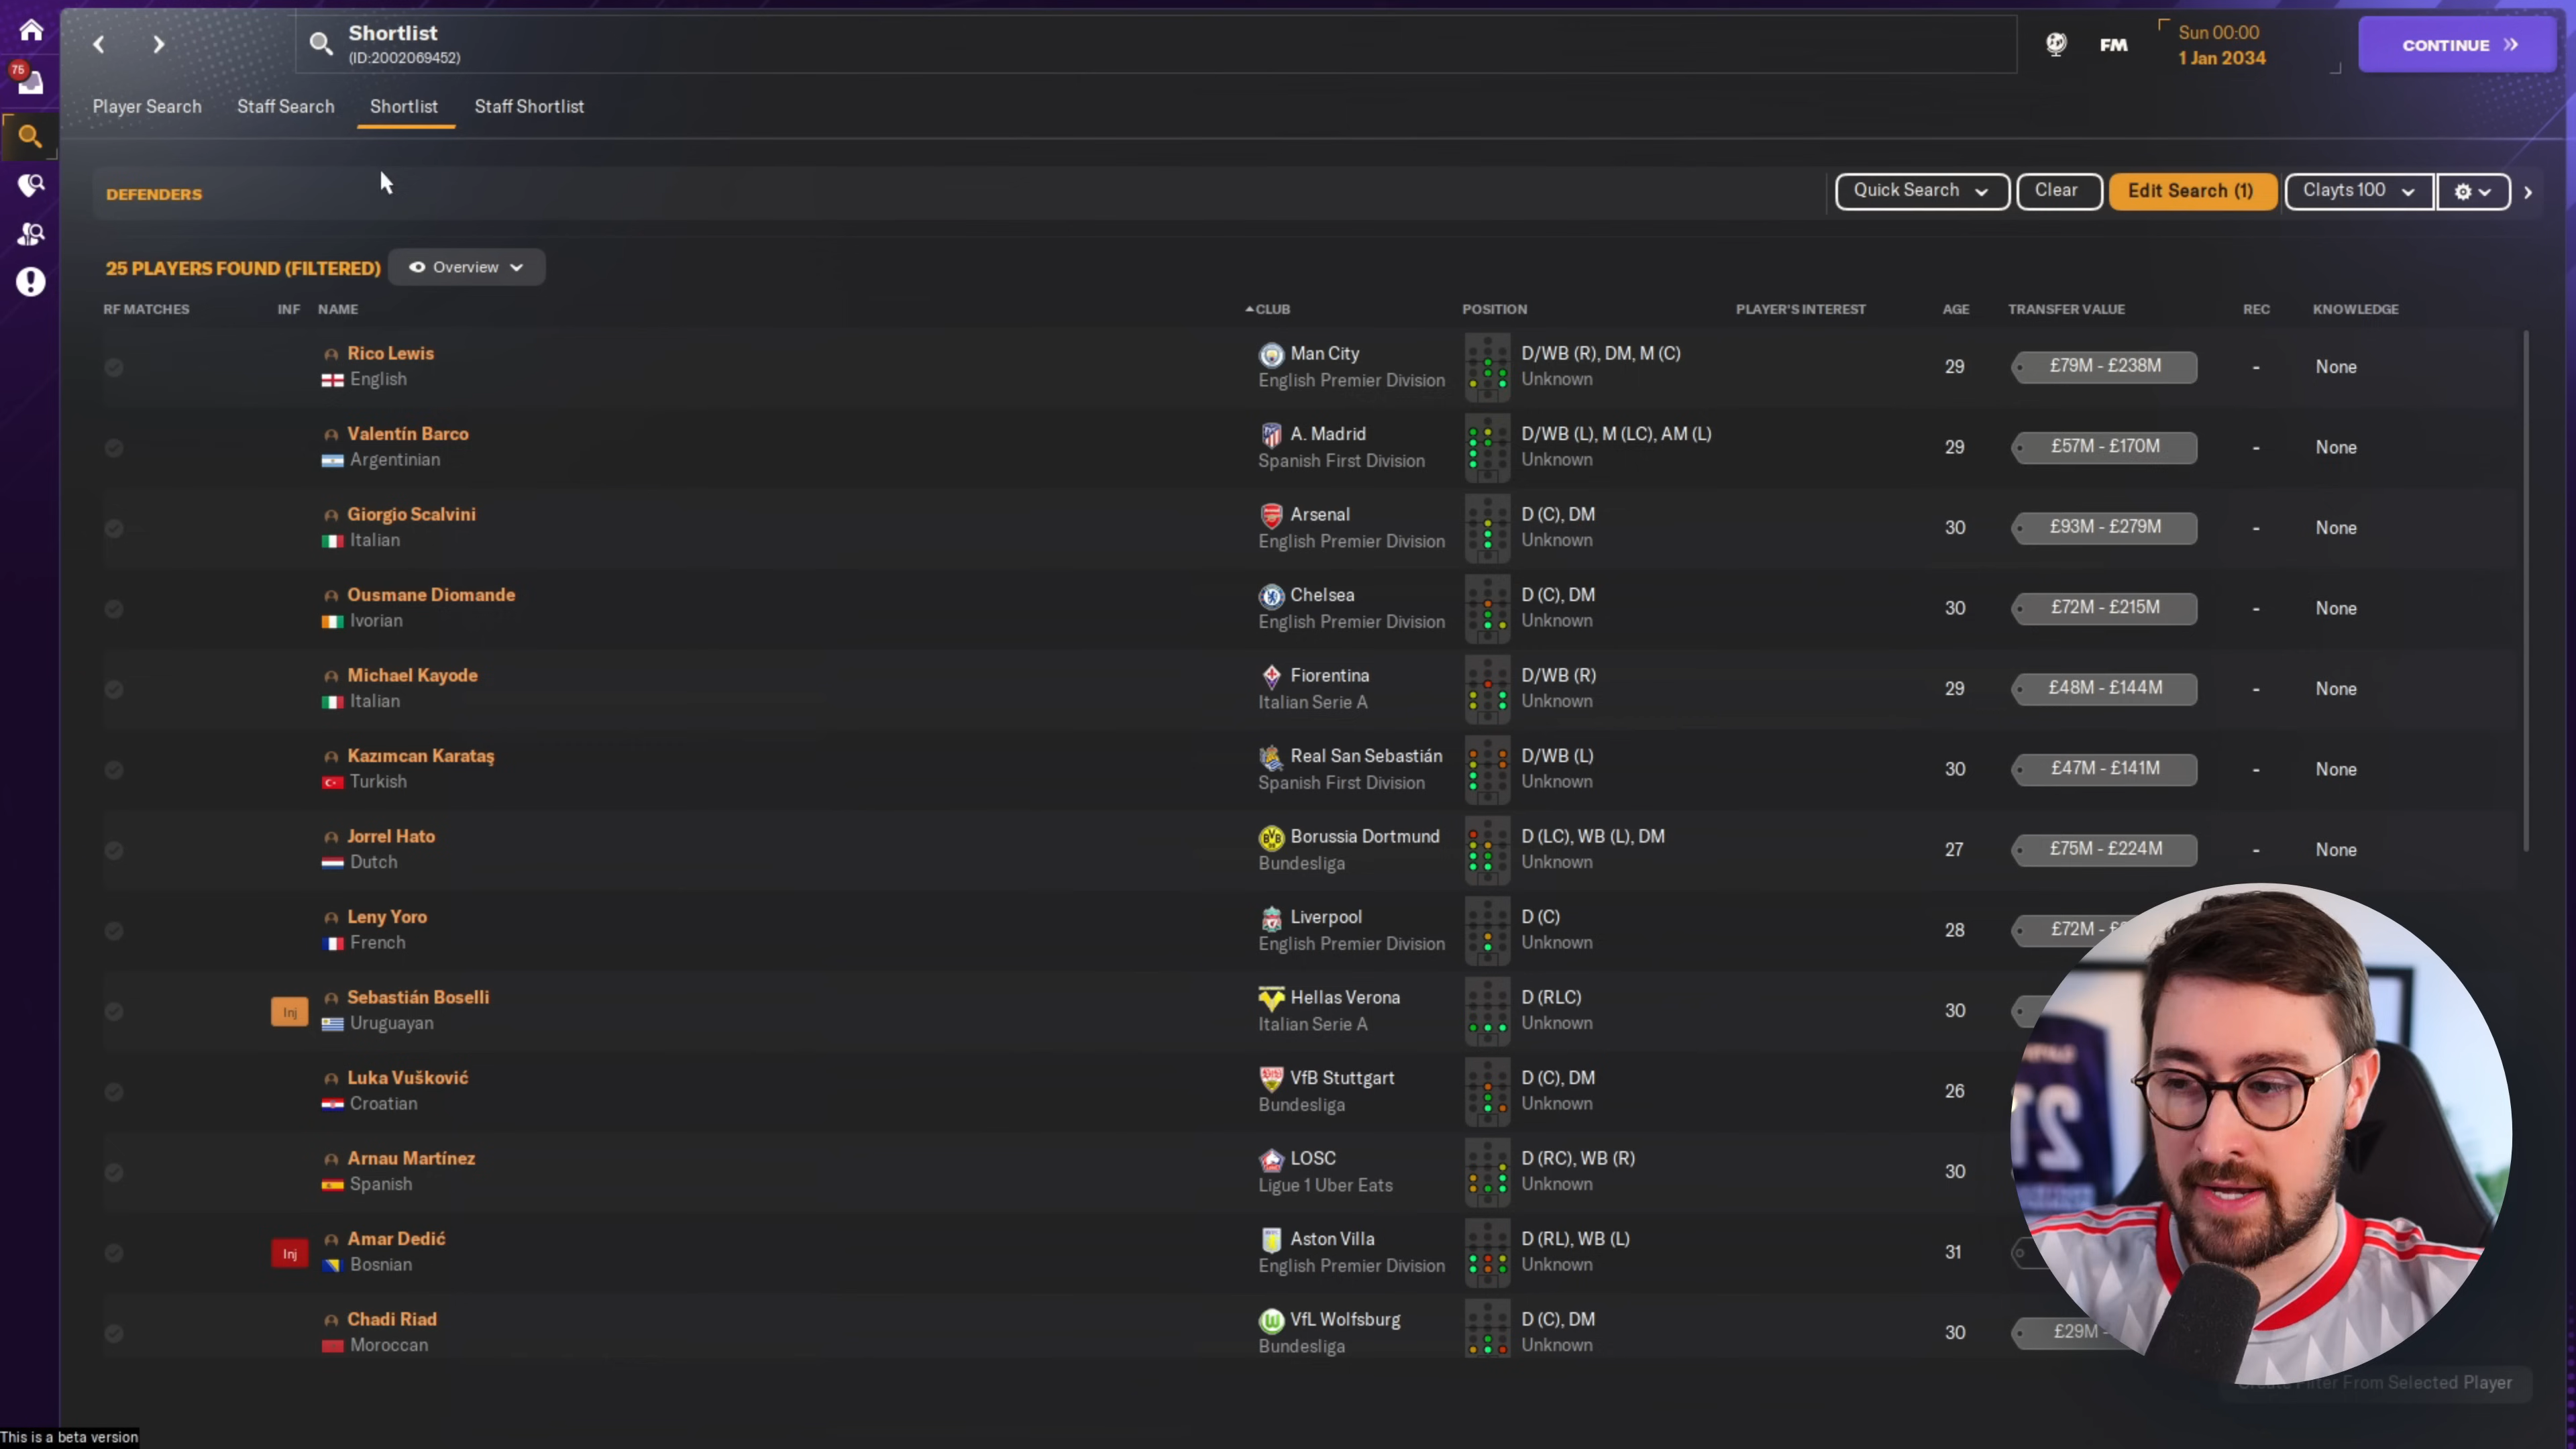 75
Shortlist
(ID:2002069452)
FM
Sun 00:00
1 Jan 2034
CONTINUE
Player Search
Staff Search
Shortlist
Staff Shortlist
DEFENDERS
Quick Search
Clear
Edit Search (1)
Clayts 100
25 PLAYERS FOUND (FILTERED)
Overview
RF MATCHES INF NAME CLUB POSITION PLAYER'S INTEREST AGE TRANSFER VALUE REC KNOWLEDGE
Rico Lewis Man City D/WB (R), DM, M (C) 29 £79M - £238M - None
English English Premier Division Unknown
Valentín Barco A. Madrid D/WB (L), M (LC), AM (L) 29 £57M - £170M - None
Argentinian Spanish First Division Unknown
Giorgio Scalvini Arsenal D (C), DM 30 £93M - £279M - None
Italian English Premier Division Unknown
Ousmane Diomande Chelsea D (C), DM 30 £72M - £215M - None
Ivorian English Premier Division Unknown
Michael Kayode Fiorentina D/WB (R) 29 £48M - £144M - None
Italian Italian Serie A Unknown
Kazımcan Karataş Real San Sebastián D/WB (L) 30 £47M - £141M - None
Turkish Spanish First Division Unknown
Jorrel Hato Borussia Dortmund D (LC), WB (L), DM 27 £75M - £224M - None
Dutch Bundesliga Unknown
Leny Yoro Liverpool D (C) 28 £72M -
French English Premier Division Unknown
Inj Sebastián Boselli Hellas Verona D (RLC) 30
Uruguayan Italian Serie A Unknown
Luka Vušković VfB Stuttgart D (C), DM 26
Croatian Bundesliga Unknown
Arnau Martínez LOSC D (RC), WB (R) 30
Spanish Ligue 1 Uber Eats Unknown
Inj Amar Dedić Aston Villa D (RL), WB (L) 31
Bosnian English Premier Division Unknown
Chadi Riad VfL Wolfsburg D (C), DM 30 £29M -
Moroccan Bundesliga Unknown
Filter From Selected Player
This is a beta version